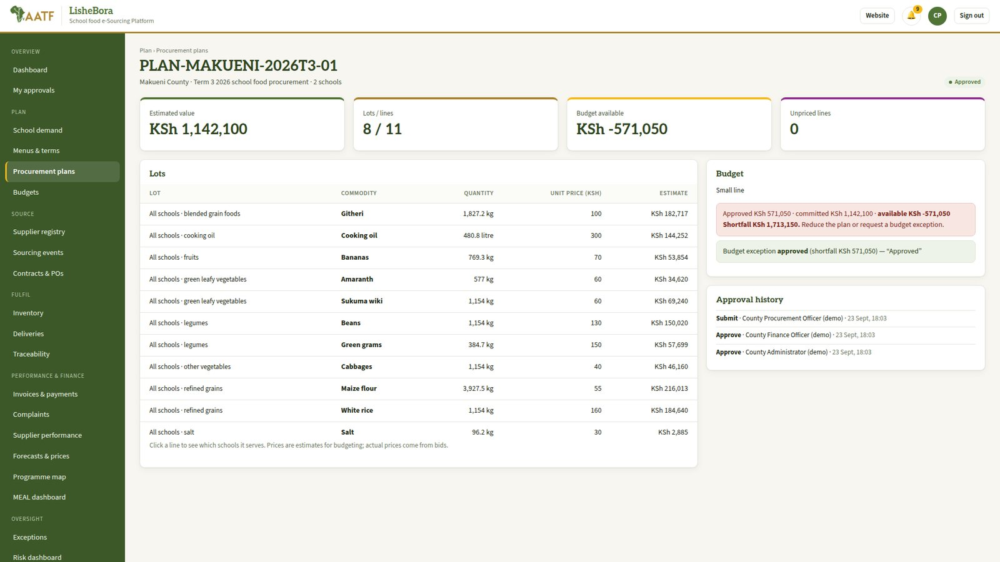 AATF
LisheBora
School food e-Sourcing Platform
Website
9
CP
Sign out
OVERVIEW
Dashboard
My approvals
PLAN
School demand
Menus & terms
Procurement plans
Budgets
SOURCE
Supplier registry
Sourcing events
Contracts & POs
FULFIL
Inventory
Deliveries
Traceability
PERFORMANCE & FINANCE
Invoices & payments
Complaints
Supplier performance
Forecasts & prices
Programme map
MEAL dashboard
OVERSIGHT
Exceptions
Risk dashboard
Plan › Procurement plans
PLAN-MAKUENI-2026T3-01
Makueni County · Term 3 2026 school food procurement · 2 schools
● Approved
Estimated value
KSh 1,142,100
Lots / lines
8 / 11
Budget available
KSh -571,050
Unpriced lines
0
Lots
LOT COMMODITY QUANTITY UNIT PRICE (KSH) ESTIMATE
All schools · blended grain foods Githeri 1,827.2 kg 100 KSh 182,717
All schools · cooking oil Cooking oil 480.8 litre 300 KSh 144,252
All schools · fruits Bananas 769.3 kg 70 KSh 53,854
All schools · green leafy vegetables Amaranth 577 kg 60 KSh 34,620
All schools · green leafy vegetables Sukuma wiki 1,154 kg 60 KSh 69,240
All schools · legumes Beans 1,154 kg 130 KSh 150,020
All schools · legumes Green grams 384.7 kg 150 KSh 57,699
All schools · other vegetables Cabbages 1,154 kg 40 KSh 46,160
All schools · refined grains Maize flour 3,927.5 kg 55 KSh 216,013
All schools · refined grains White rice 1,154 kg 160 KSh 184,640
All schools · salt Salt 96.2 kg 30 KSh 2,885
Click a line to see which schools it serves. Prices are estimates for budgeting; actual prices come from bids.
Budget
Small line
Approved KSh 571,050 · committed KSh 1,142,100 · available KSh -571,050
Shortfall KSh 1,713,150. Reduce the plan or request a budget exception.
Budget exception approved (shortfall KSh 571,050) — “Approved”
Approval history
Submit · County Procurement Officer (demo) · 23 Sept, 18:03
Approve · County Finance Officer (demo) · 23 Sept, 18:03
Approve · County Administrator (demo) · 23 Sept, 18:03